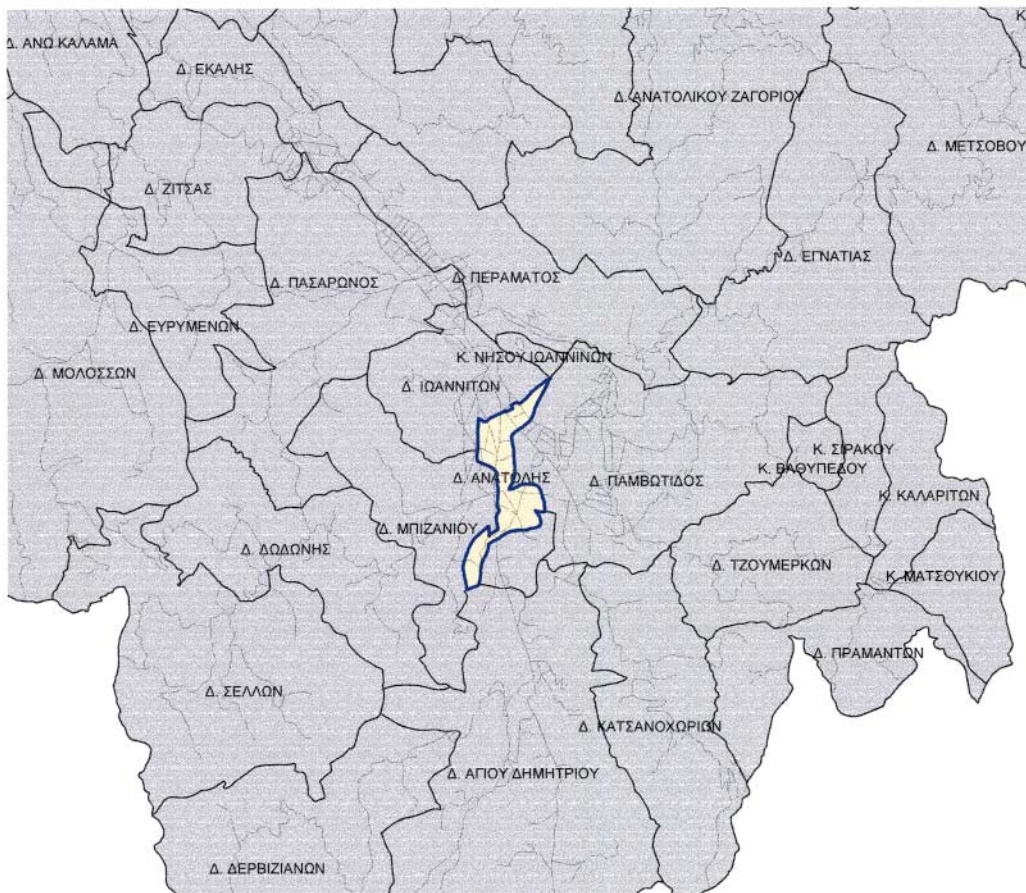 Κ
Δ. ΑΝΩ ΚΑΛΑΜΑ
Δ. ΕΚΑΛΗΣ
Δ. ΑΝΑΤΟΛΙΚΟΥ ΖΑΓΟΡΙΟΥ
Δ. ΜΕΤΣΟΒΟΥ
Δ. ΖΙΤΣΑΣ
Δ. ΕΓΝΑΤΙΑΣ
Δ. ΠΕΡΑΜΑΤΟΣ
Δ. ΠΑΣΑΡΩΝΟΣ
Δ. ΕΥΡΥΜΕΝΩΝ
Κ. ΝΗΣΟΥ ΙΩΑΝΝΙΝΩΝ
Δ. ΜΟΛΟΣΣΩΝ
Δ. ΙΩΑΝΝΙΤΩΝ
Κ. ΣΙΡΑΚΟΥ
Κ. ΒΑΘΥΠΕΔΟΥ
Δ. ΑΝΑΤΟΛΗΣ
Δ. ΠΑΜΒΩΤΙΔΟΣ
Κ. ΚΑΛΑΡΙΤΩΝ
Δ. ΜΠΙΖΑΝΙΟΥ
Δ. ΔΩΔΩΝΗΣ
Δ. ΤΖΟΥΜΕΡΚΩΝ
Κ. ΜΑΤΣΟΥΚΙΟΥ
Δ. ΠΡΑΜΑΝΤΩΝ
Δ. ΣΕΛΛΩΝ
Δ. ΚΑΤΣΑΝΟΧΩΡΙΩΝ
Δ. ΑΓΙΟΥ ΔΗΜΗΤΡΙΟΥ
Δ. ΔΕΡΒΙΖΙΑΝΩΝ